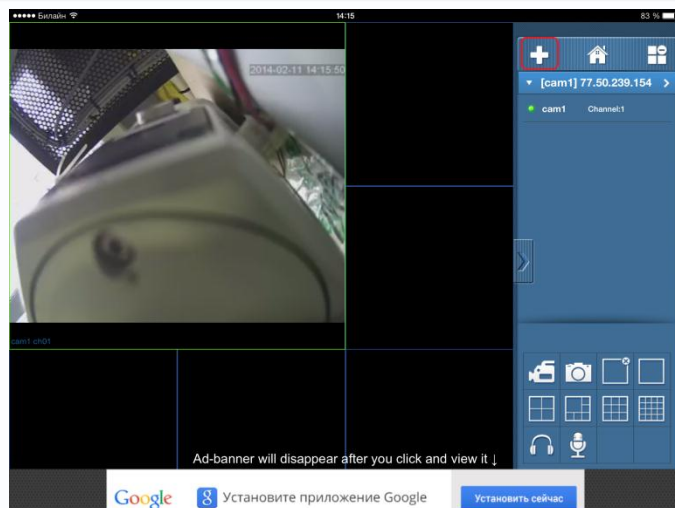 Билайн
14:15
83 %
2014-02-11 14:15:50
[cam1] 77.50.239.154
cam1 Channel:1
cam1 ch01
Ad-banner will disappear after you click and view it ↓
Google
8 Установите приложение Google
Установить сейчас